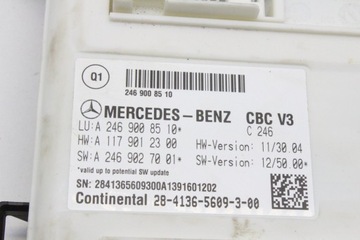 Q1
246 900 85 10
MERCEDES-BENZ CBC V3
LU:A 246 900 85 10* C 246
HW:A 117 901 23 00 HW-Version: 11/30.04
SW:A 246 902 70 01* SW-Version: 12/50.00*
*valid up to potential SW update
SN: 2841365609300A1391601202
Continental 28-4136-5609-3-00